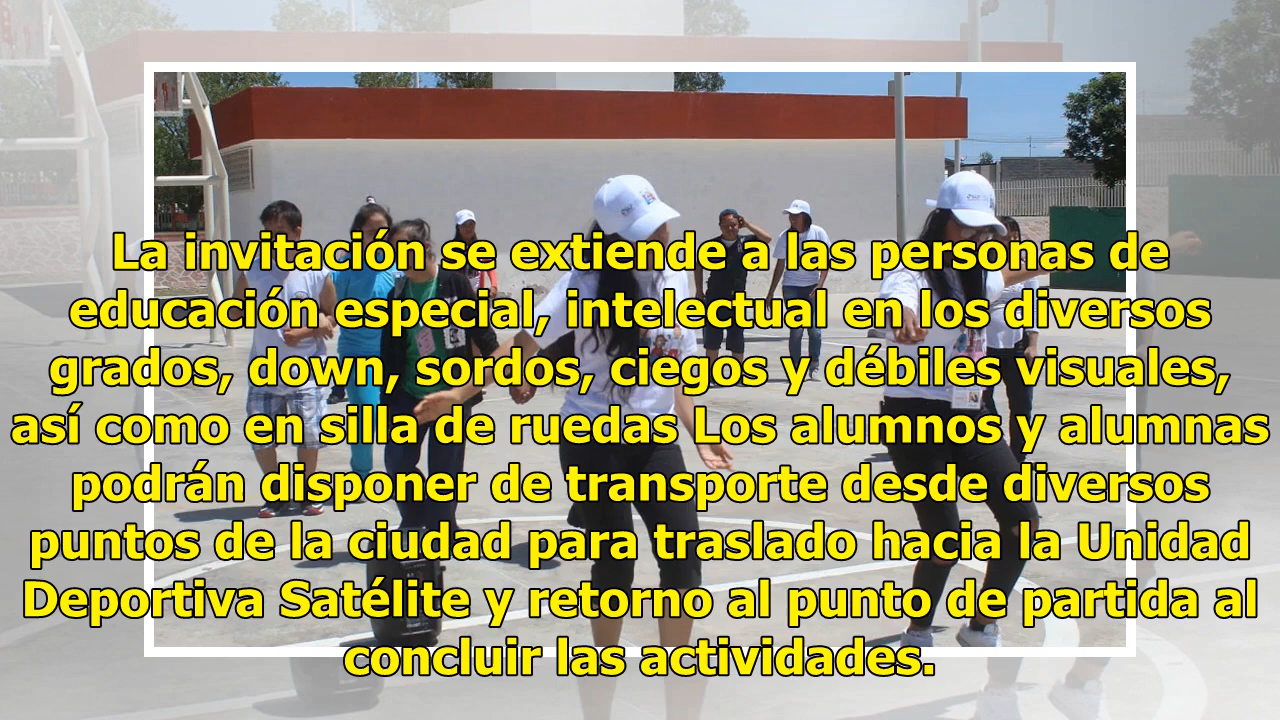 La invitación se extiende a las personas de
educación especial, intelectual en los diversos
grados, down, sordos, ciegos y débiles visuales,
así como en silla de ruedas Los alumnos y alumnas
podrán disponer de transporte desde diversos
puntos de la ciudad para traslado hacia la Unidad
Deportiva Satélite y retorno al punto de partida al
concluir las actividades.